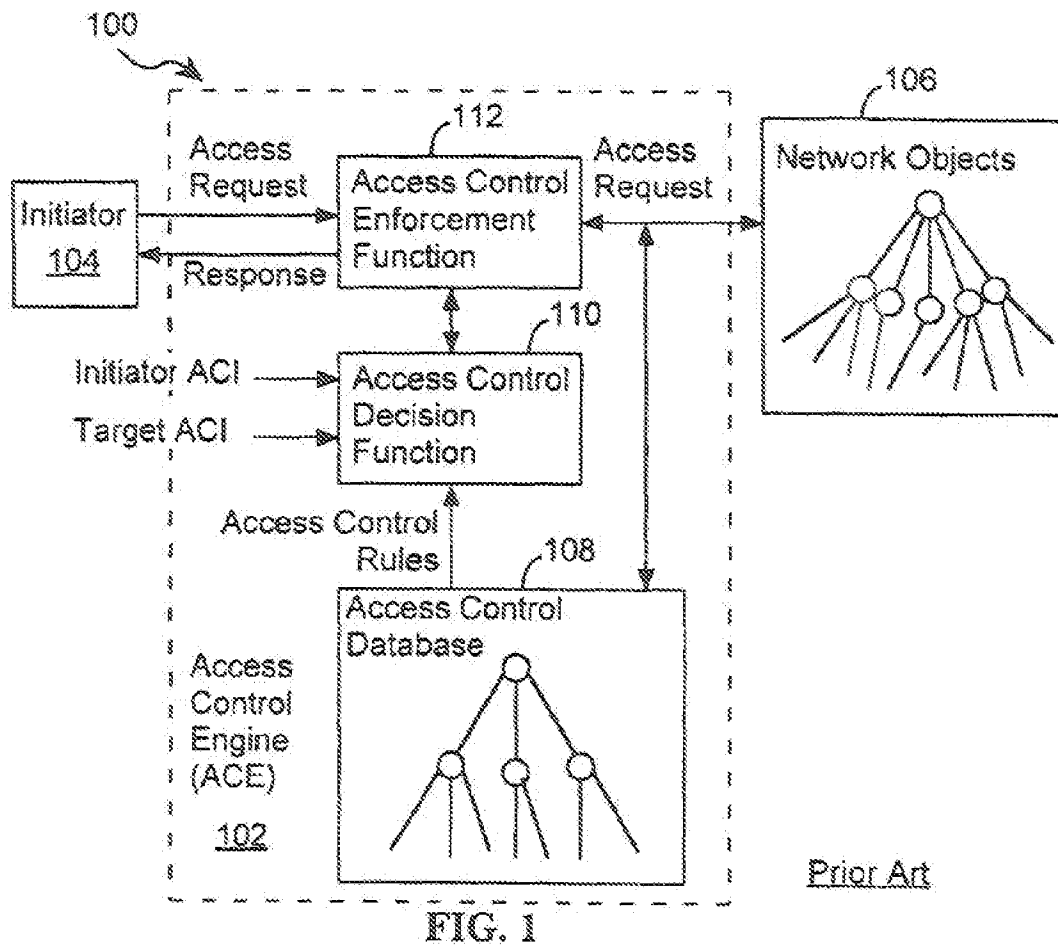 100
112
106
Access
Request
Access Control
Enforcement
Function
Access
Request
Network Objects
Initiator
104
Response
110
Initiator ACI
Target ACI
Access Control
Decision
Function
Access Control
Rules
108
Access Control
Database
Access
Control
Engine
(ACE)
102
Prior Art
FIG. 1